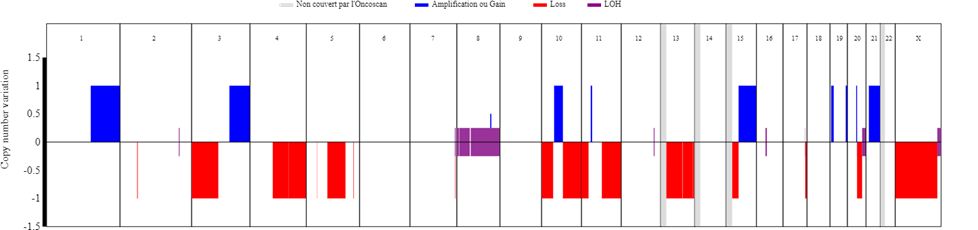 Non couvert par l'Oncoscan Amplification ou Gain Loss LOH
1 2 3 4 5 6 7 8 9 10 11 12 13 14 15 16 17 18 19 20 21 22 X
Copy number variation
1.5
1
0.5
0
-0.5
-1
-1.5